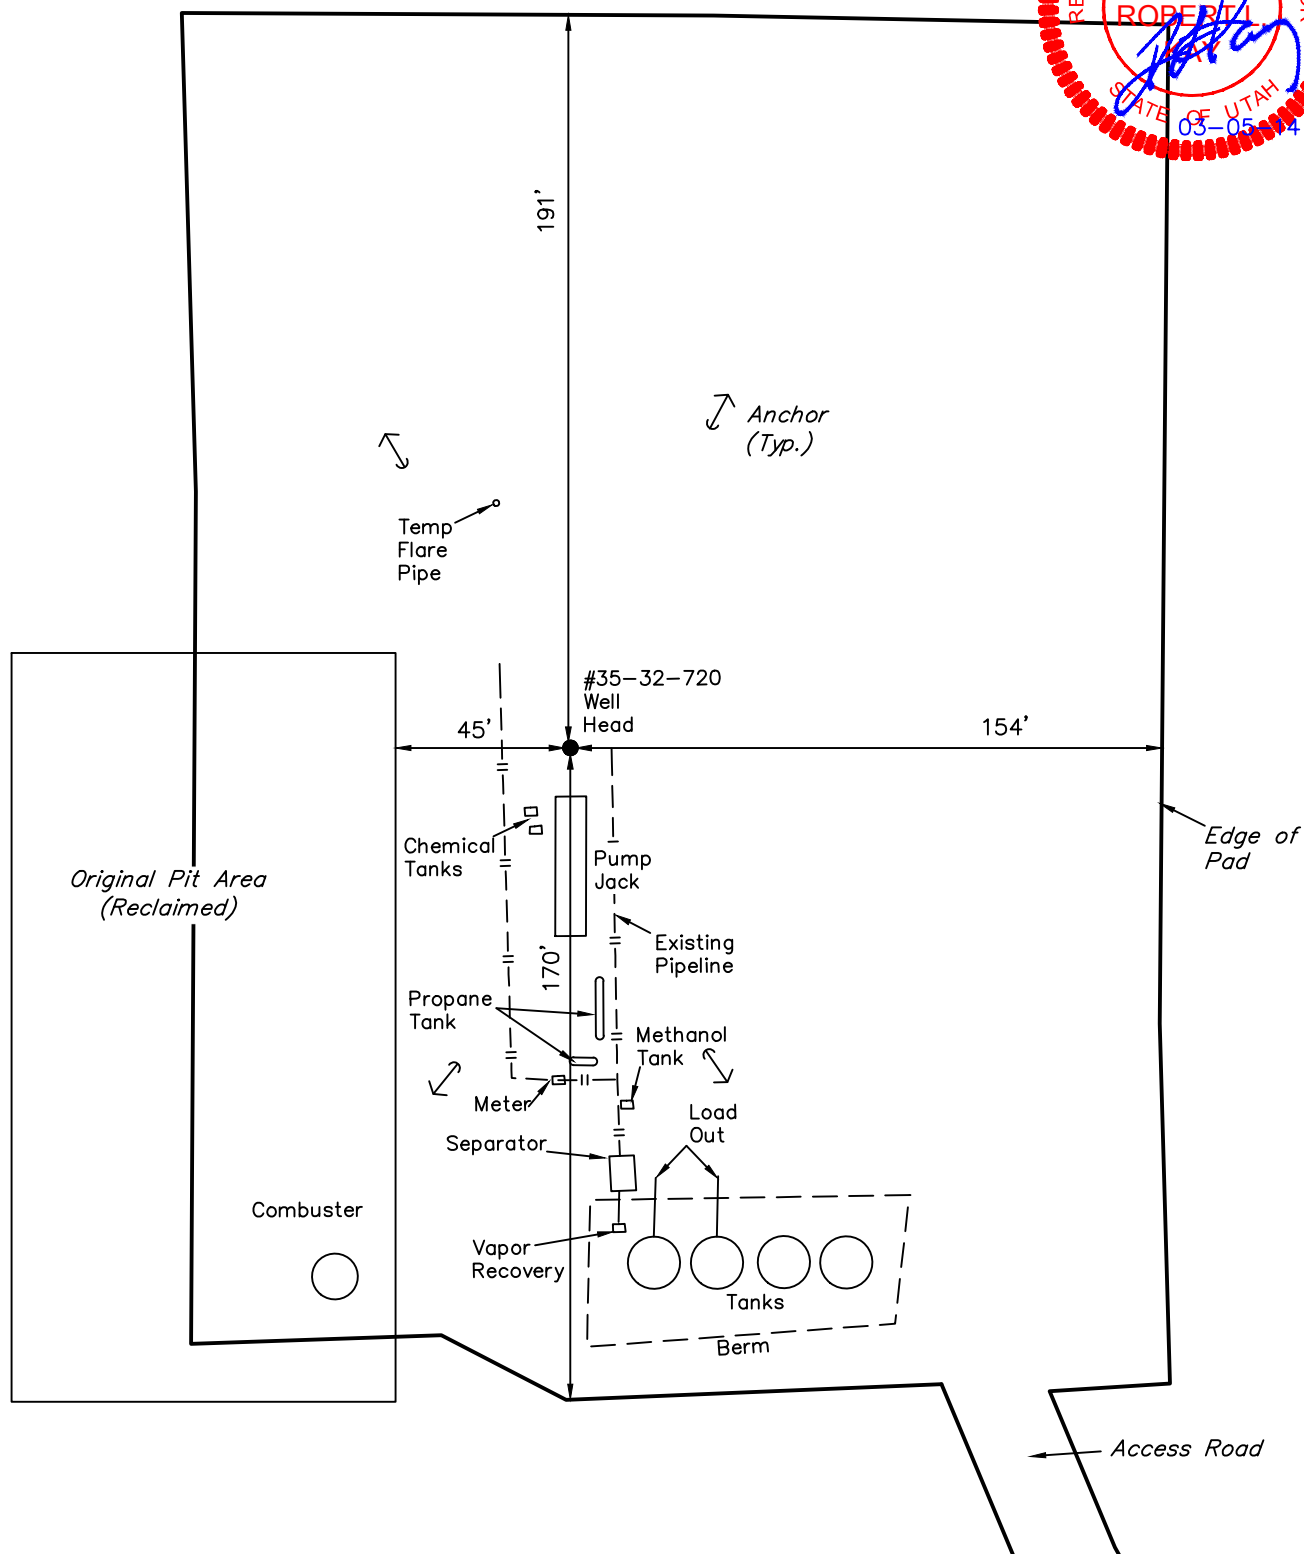 ROBERT L.
KAY
STATE OF UTAH
03-05-14
191'
Anchor
(Typ.)
Temp
Flare
Pipe
#35-32-720
Well
Head
45'
154'
Chemical
Tanks
Pump
Jack
Edge of
Pad
Original Pit Area
(Reclaimed)
Existing
Pipeline
170'
Propane
Tank
Methanol
Tank
Meter
Load
Out
Separator
Combuster
Vapor
Recovery
Tanks
Berm
Access Road